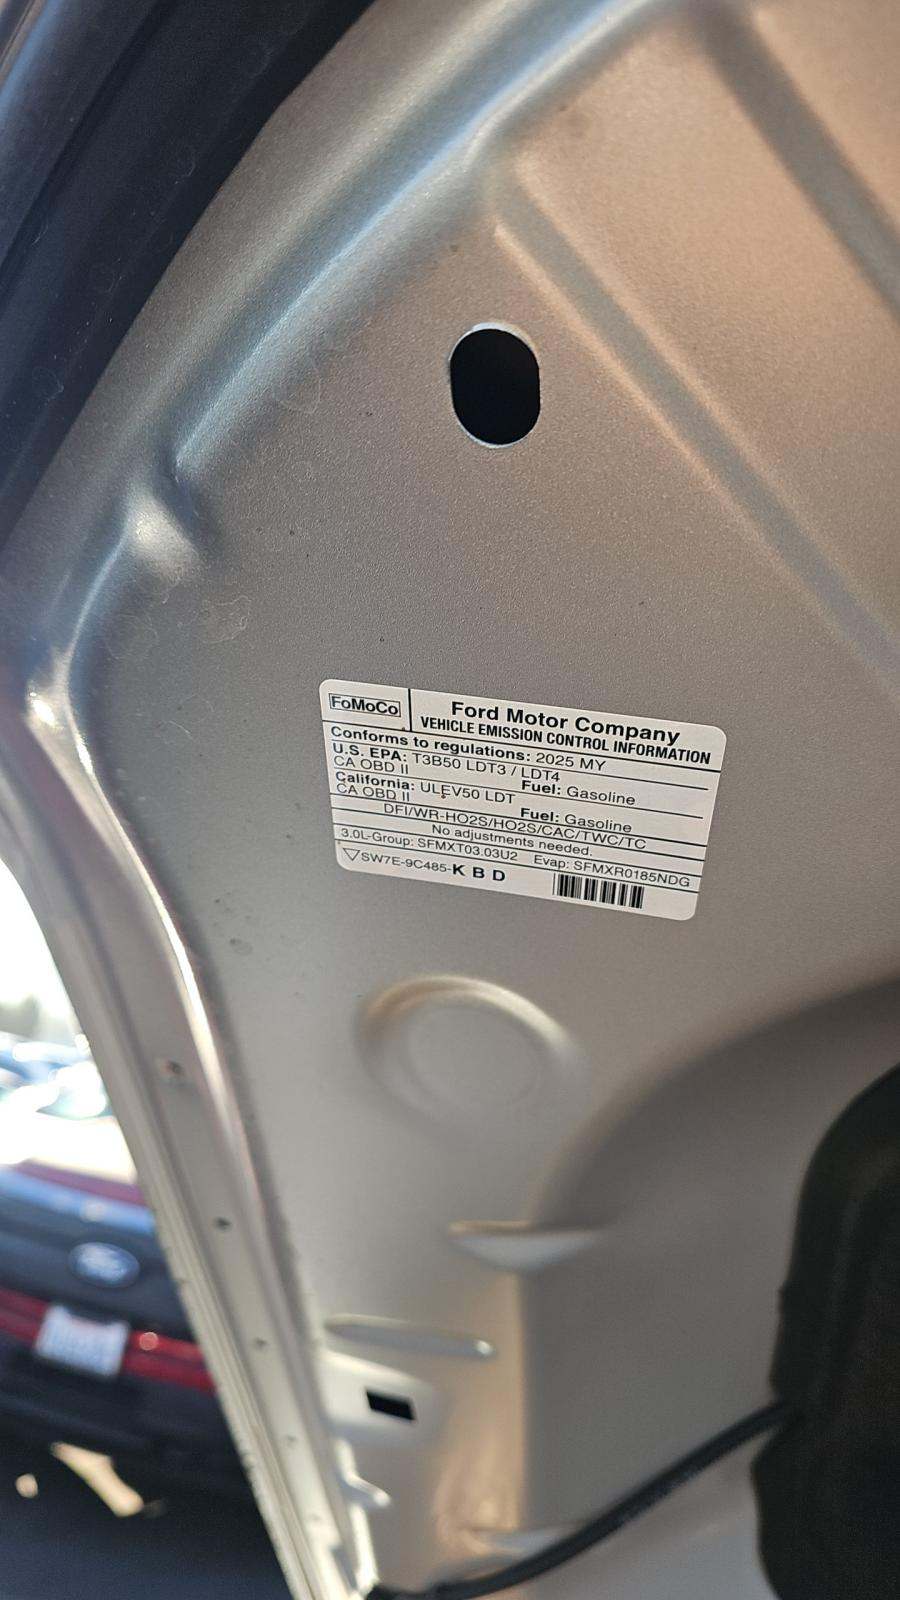 FoMoCo
Ford Motor Company
VEHICLE EMISSION CONTROL INFORMATION
Conforms to regulations: 2025 MY
U.S. EPA: T3B50 LDT3 / LDT4
CA OBD II Fuel: Gasoline
California: ULEV50 LDT
CA OBD II Fuel: Gasoline
DFI/WR-HO2S/HO2S/CAC/TWC/TC
No adjustments needed.
3.0L-Group: SFMXT03.03U2 Evap: SFMXR0185NDG
SW7E-9C485-K B D
Ford